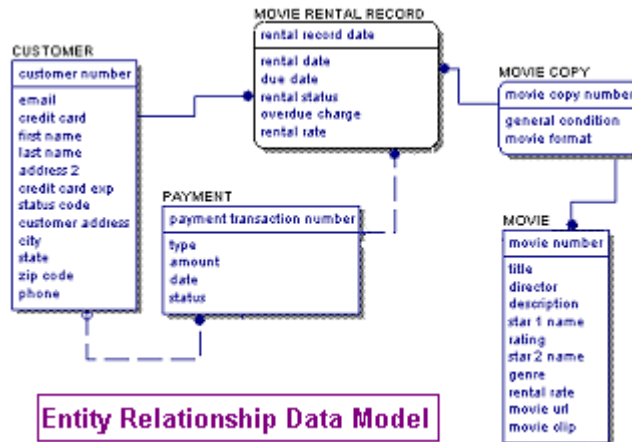 CUSTOMER
customer number
email
credit card
first name
last name
address 2
credit card exp
status code
customer address
city
state
zip code
phone
MOVIE RENTAL RECORD
rental record date
rental date
due date
rental status
overdue charge
rental rate
MOVIE COPY
movie copy number
general condition
movie format
PAYMENT
payment transaction number
type
amount
date
status
MOVIE
movie number
title
director
description
star 1 name
rating
star 2 name
genre
rental rate
movie url
movie clip
Entity Relationship Data Model